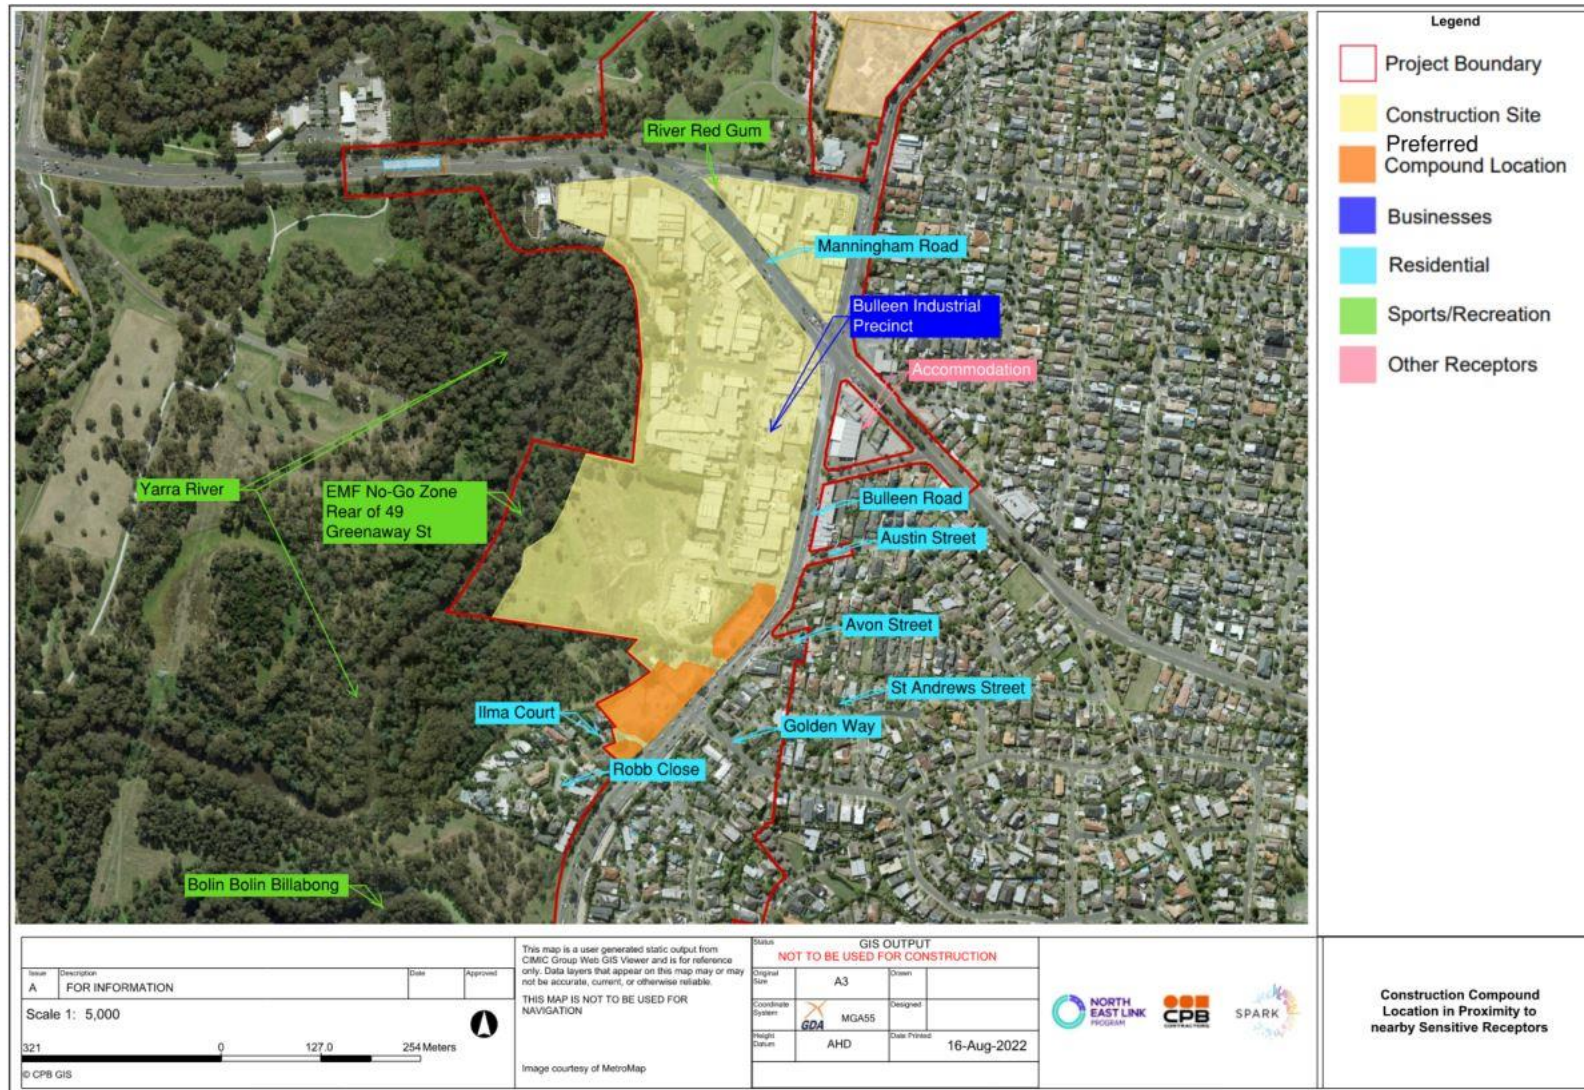 Legend
Project Boundary
Construction Site
Preferred
Compound Location
Businesses
Residential
Sports/Recreation
Other Receptors
River Red Gum
Manningham Road
Bulleen Industrial
Precinct
Accommodation
Yarra River
EMF No-Go Zone
Rear of 49
Greenaway St
Bulleen Road
Austin Street
Avon Street
St Andrews Street
Ilma Court
Golden Way
Robb Close
Bolin Bolin Billabong
Issue Description Date Approved
A FOR INFORMATION
Scale 1: 5,000
321 0 127.0 254 Meters
© CPB GIS
This map is a user generated static output from
CIMIC Group Web GIS Viewer and is for reference
only. Data layers that appear on this map may or may
not be accurate, current, or otherwise reliable.
THIS MAP IS NOT TO BE USED FOR
NAVIGATION
Image courtesy of MetroMap
Status GIS OUTPUT
NOT TO BE USED FOR CONSTRUCTION
Original
Size A3 Drawn
Coordinate
System GDA MGA55 Designed
Height
Datum AHD Date Printed 16-Aug-2022
NORTH
EAST LINK
PROGRAM
CPB
CONTRACTORS
SPARK
Construction Compound
Location in Proximity to
nearby Sensitive Receptors